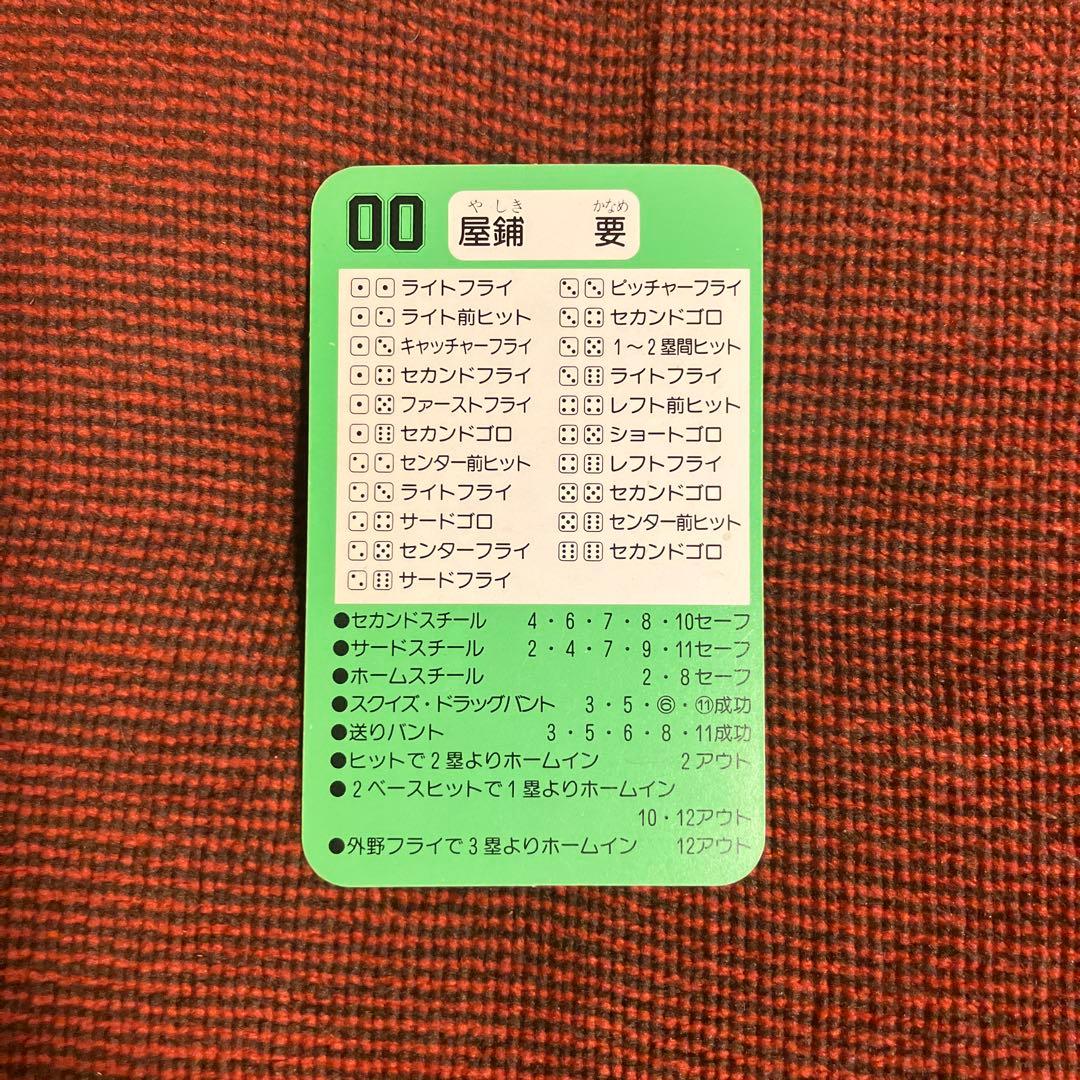 00
やしき かなめ
屋鋪 要
⚀⚀ライトフライ
⚀⚁ライト前ヒット
⚀⚂キャッチャーフライ
⚀⚃セカンドフライ
⚀⚄ファーストフライ
⚀⚅セカンドゴロ
⚁⚁センター前ヒット
⚁⚂ライトフライ
⚁⚃サードゴロ
⚁⚄センターフライ
⚁⚅サードフライ
⚂⚂ピッチャーフライ
⚂⚃セカンドゴロ
⚂⚄1〜2塁間ヒット
⚂⚅ライトフライ
⚃⚃レフト前ヒット
⚃⚄ショートゴロ
⚃⚅レフトフライ
⚄⚄セカンドゴロ
⚄⚅センター前ヒット
⚅⚅セカンドゴロ
●セカンドスチール 4・6・7・8・10セーフ
●サードスチール 2・4・7・9・11セーフ
●ホームスチール 2・8セーフ
●スクイズ・ドラッグバント 3・5・⑥・⑪成功
●送りバント 3・5・6・8・11成功
●ヒットで2塁よりホームイン 2アウト
●2ベースヒットで1塁よりホームイン
10・12アウト
●外野フライで3塁よりホームイン 12アウト